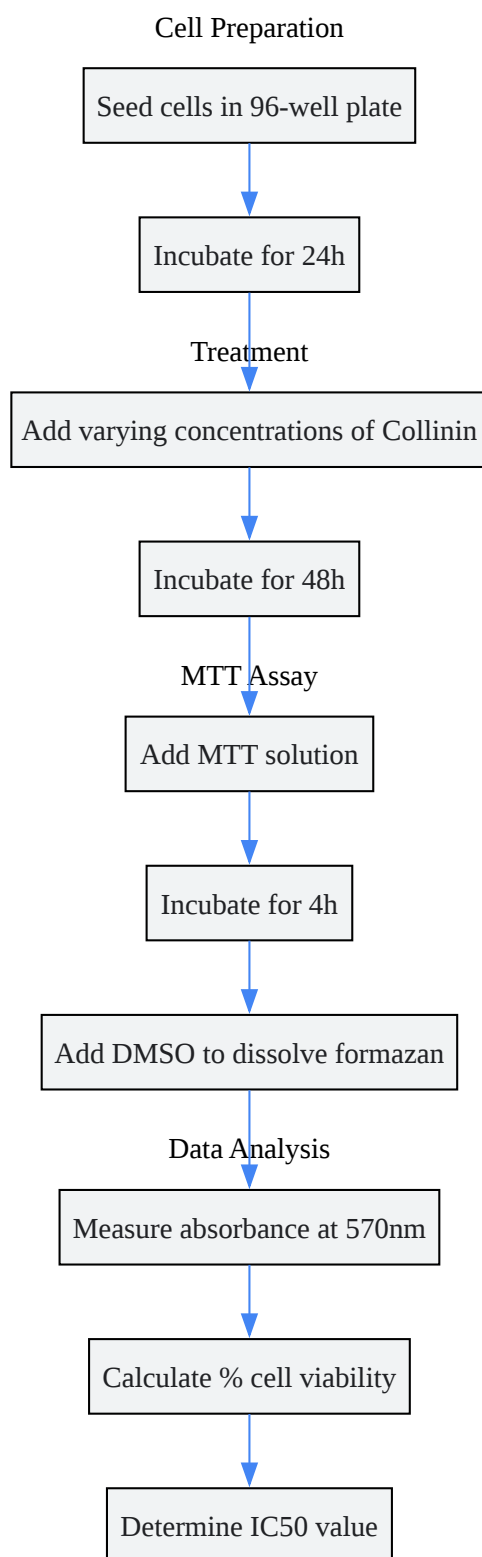 Cell Preparation
Seed cells in 96-well plate
Incubate for 24h
Treatment
Add varying concentrations of Collinin
Incubate for 48h
MTT Assay
Add MTT solution
Incubate for 4h
Add DMSO to dissolve formazan
Data Analysis
Measure absorbance at 570nm
Calculate % cell viability
Determine IC50 value